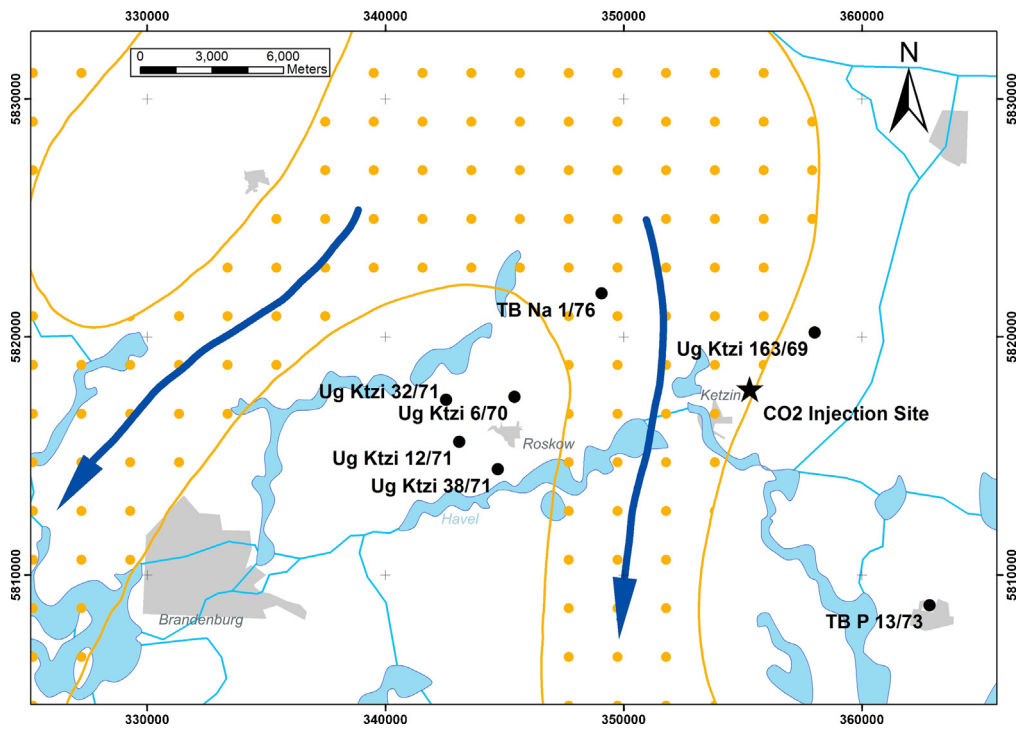 330000 340000 350000 360000
0 3,000 6,000
Meters
N
5830000 5830000
TB Na 1/76
5820000 5820000
Ug Ktzi 163/69
Ug Ktzi 32/71
Ketzin
Ug Ktzi 6/70
CO2 Injection Site
Roskow
Ug Ktzi 12/71
Ug Ktzi 38/71
Havel
5810000 5810000
Brandenburg
TB P 13/73
330000 340000 350000 360000